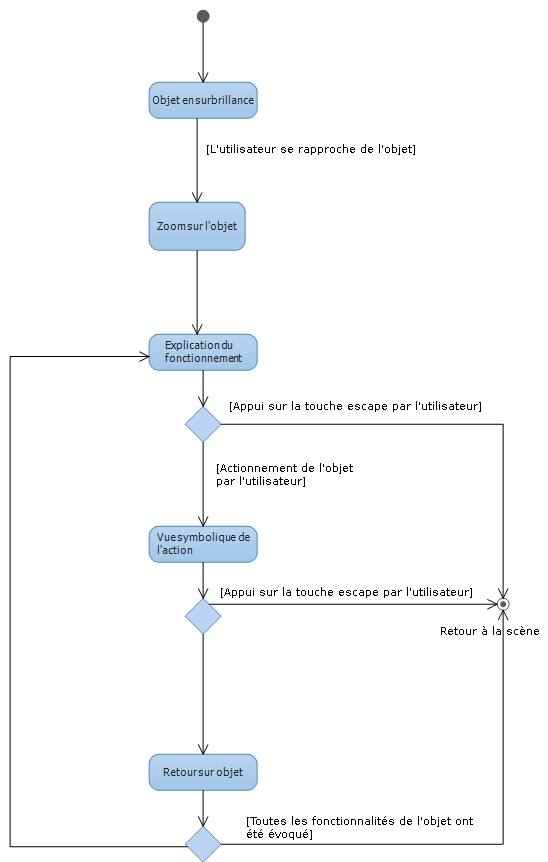 Objet en surbrillance
[L'utilisateur se rapproche de l'objet]
Zoom sur l'objet
Explication du
fonctionnement
[Appui sur la touche escape par l'utilisateur]
[Actionnement de l'objet
par l'utilisateur]
Vue symbolique de
l'action
[Appui sur la touche escape par l'utilisateur]
Retour à la scène
Retour sur objet
[Toutes les fonctionnalités de l'objet ont
été évoqué]